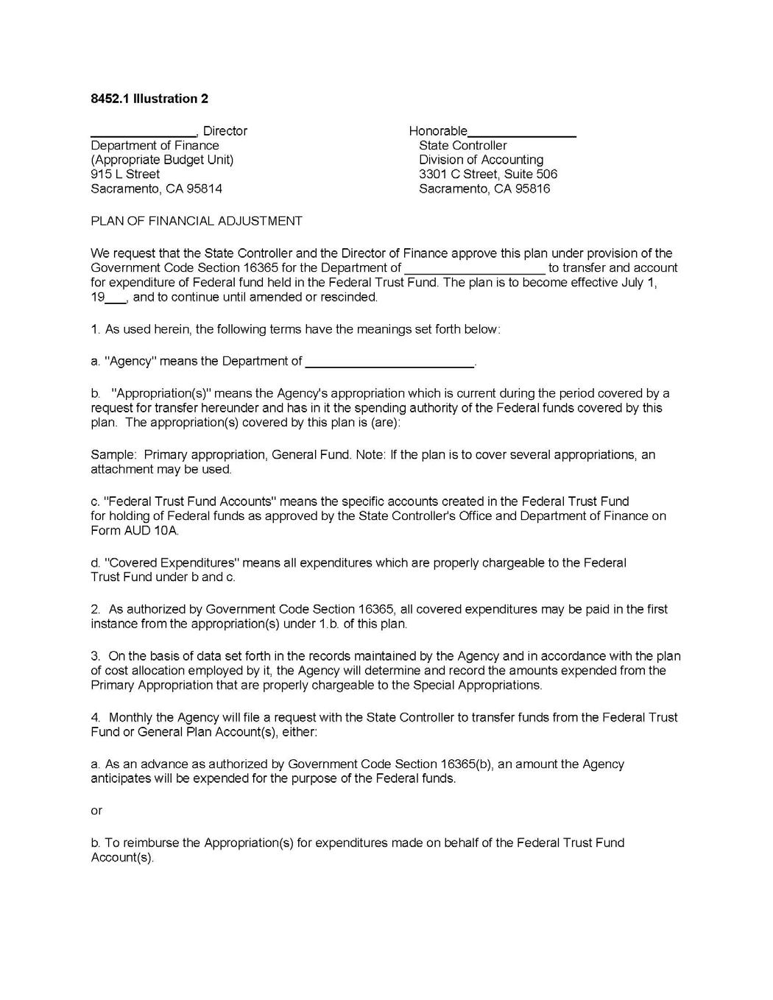 8452.1 Illustration 2
_______________, Director
Department of Finance
(Appropriate Budget Unit)
915 L Street
Sacramento, CA 95814
Honorable_______________
State Controller
Division of Accounting
3301 C Street, Suite 506
Sacramento, CA 95816
PLAN OF FINANCIAL ADJUSTMENT
We request that the State Controller and the Director of Finance approve this plan under provision of the
Government Code Section 16365 for the Department of ____________________ to transfer and account
for expenditure of Federal fund held in the Federal Trust Fund. The plan is to become effective July 1,
19___, and to continue until amended or rescinded.
1. As used herein, the following terms have the meanings set forth below:
a. "Agency" means the Department of ________________________.
b.   "Appropriation(s)" means the Agency's appropriation which is current during the period covered by a
request for transfer hereunder and has in it the spending authority of the Federal funds covered by this
plan.  The appropriation(s) covered by this plan is (are):
Sample:  Primary appropriation, General Fund. Note: If the plan is to cover several appropriations, an
attachment may be used.
c. "Federal Trust Fund Accounts" means the specific accounts created in the Federal Trust Fund
for holding of Federal funds as approved by the State Controller's Office and Department of Finance on
Form AUD 10A.
d. "Covered Expenditures" means all expenditures which are properly chargeable to the Federal
Trust Fund under b and c.
2.  As authorized by Government Code Section 16365, all covered expenditures may be paid in the first
instance from the appropriation(s) under 1.b. of this plan.
3.  On the basis of data set forth in the records maintained by the Agency and in accordance with the plan
of cost allocation employed by it, the Agency will determine and record the amounts expended from the
Primary Appropriation that are properly chargeable to the Special Appropriations.
4.  Monthly the Agency will file a request with the State Controller to transfer funds from the Federal Trust
Fund or General Plan Account(s), either:
a. As an advance as authorized by Government Code Section 16365(b), an amount the Agency
anticipates will be expended for the purpose of the Federal funds.
or
b. To reimburse the Appropriation(s) for expenditures made on behalf of the Federal Trust Fund
Account(s).